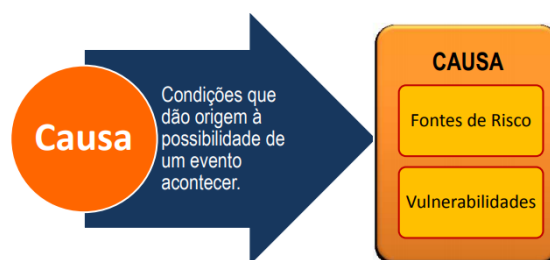 Causa
Condições que
dão origem à
possibilidade de
um evento
acontecer.
CAUSA
Fontes de Risco
Vulnerabilidades